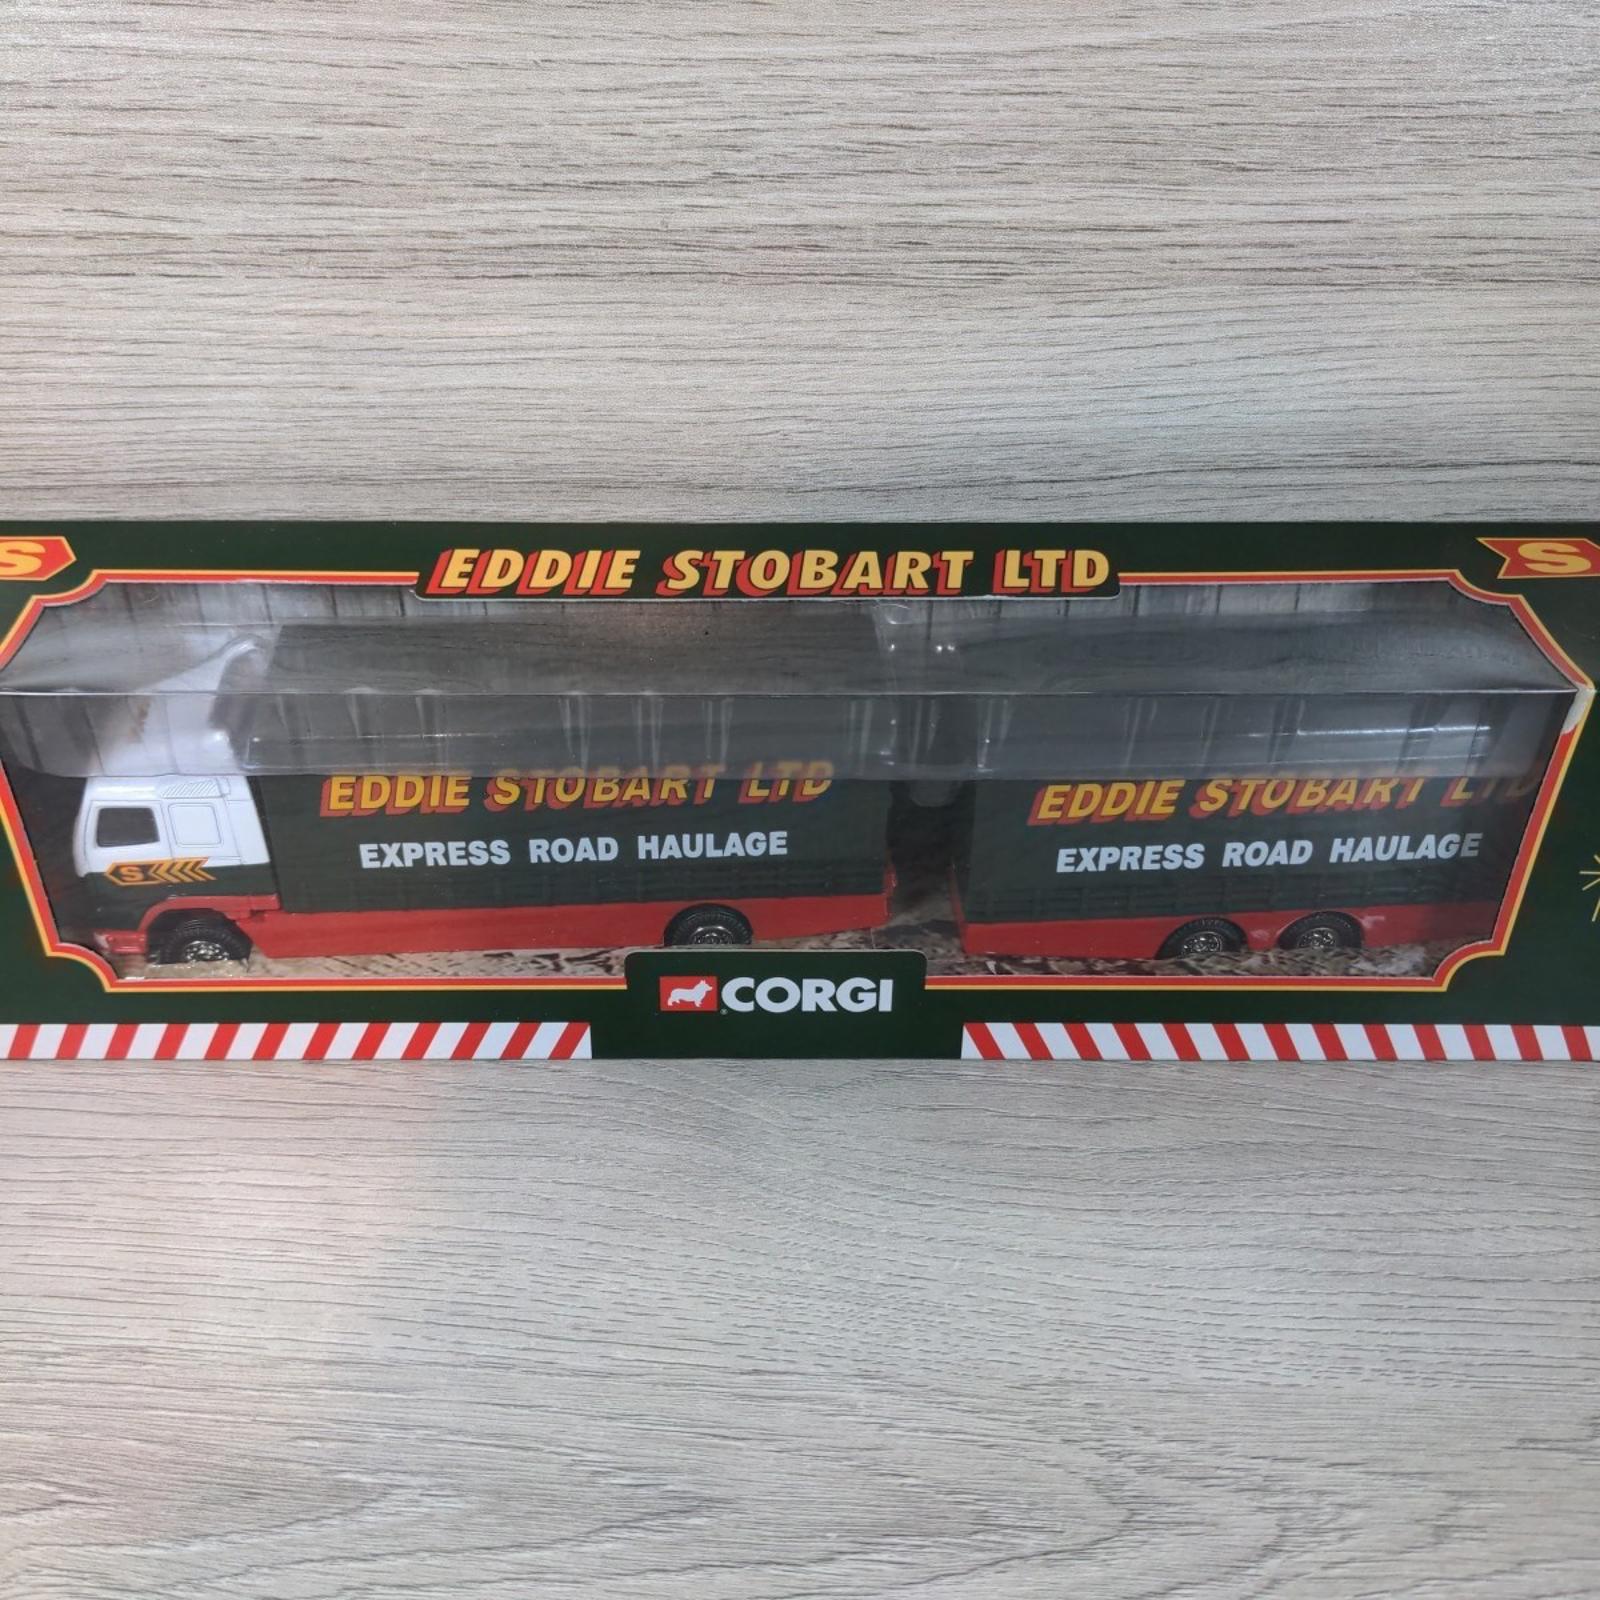 S
EDDIE STOBART LTD
S
EDDIE STOBART LTD
EXPRESS ROAD HAULAGE
S
EDDIE STOBART LTD
EXPRESS ROAD HAULAGE
CORGI